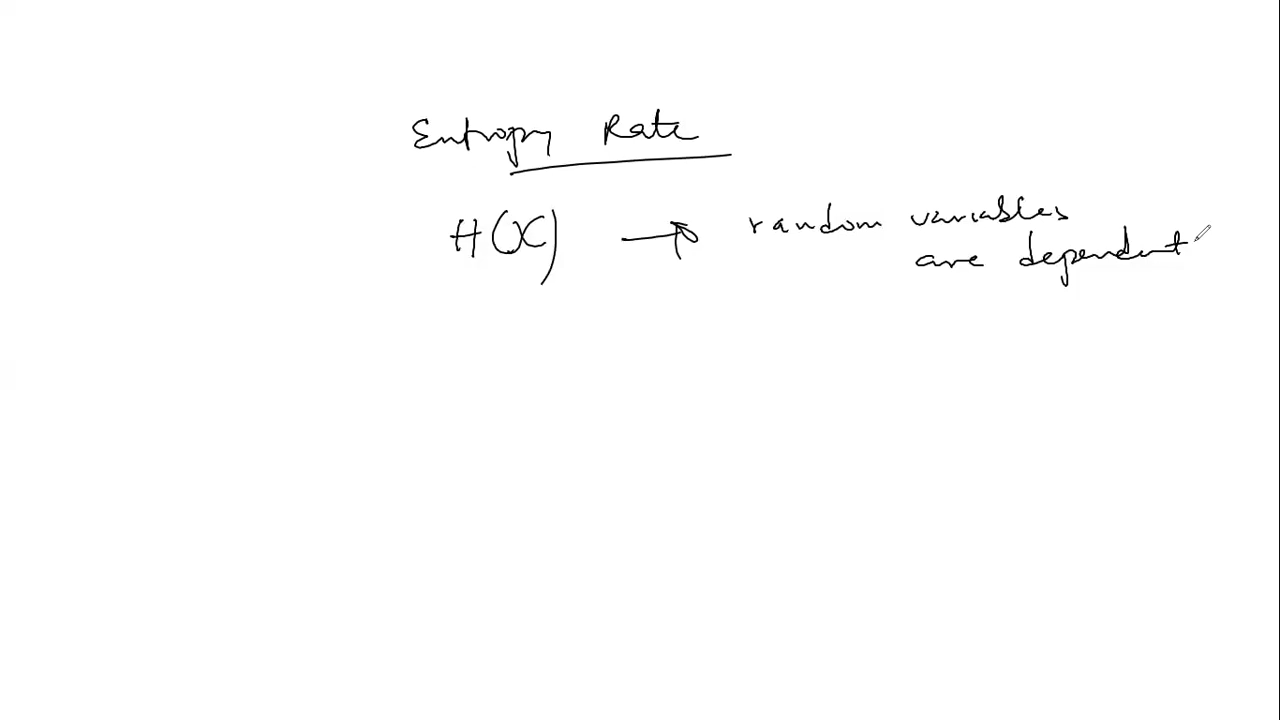 Entropy Rate
H(X) → random variables
are dependent